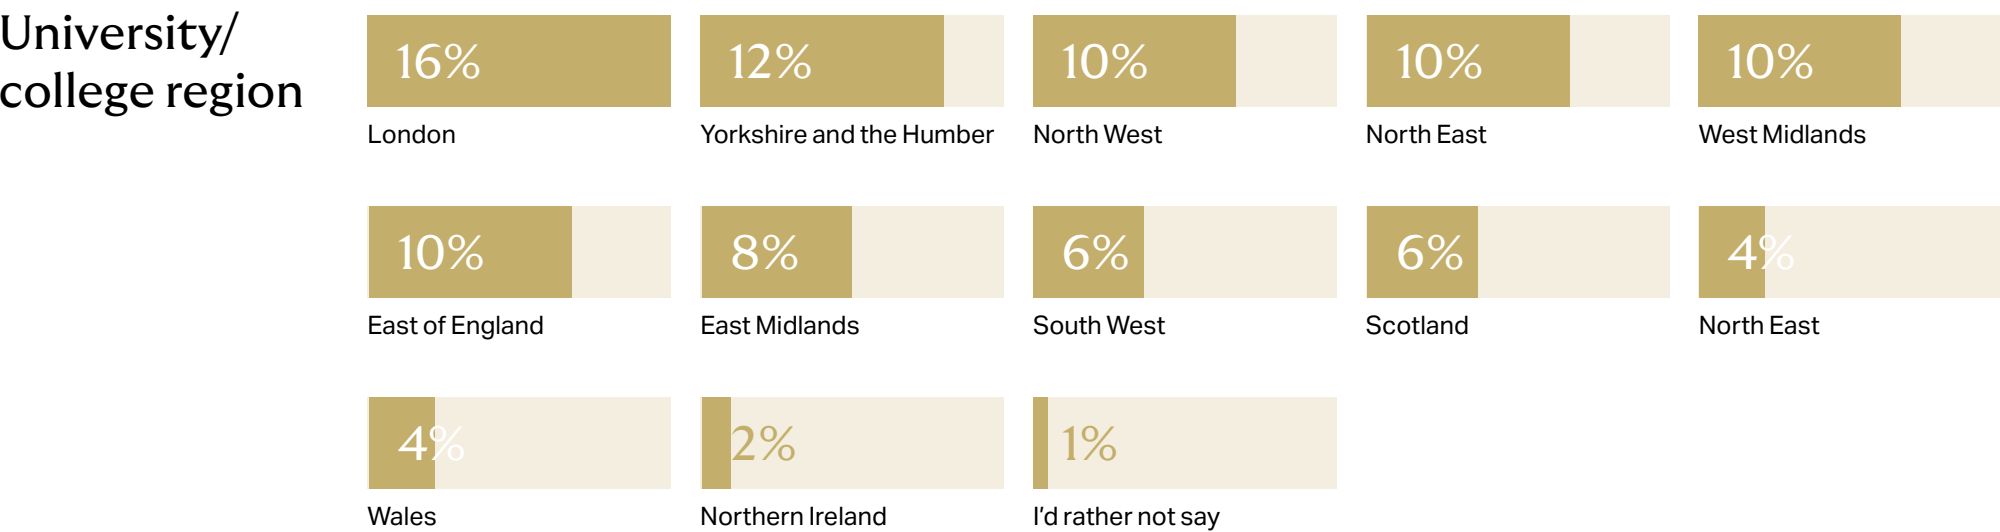 University/
college region
16%
London
12%
Yorkshire and the Humber
10%
North West
10%
North East
10%
West Midlands
10%
East of England
8%
East Midlands
6%
South West
6%
Scotland
4%
North East
4%
Wales
2%
Northern Ireland
1%
I'd rather not say